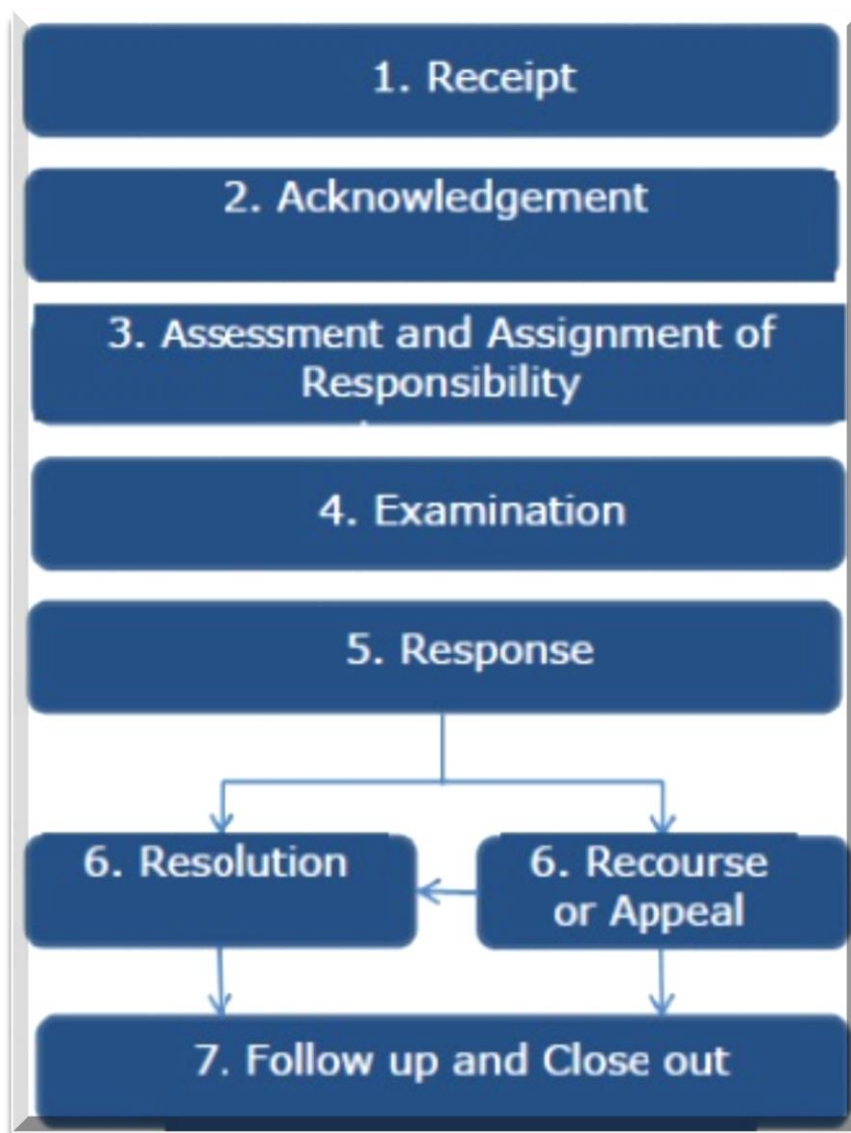 1. Receipt
2. Acknowledgement
3. Assessment and Assignment of
Responsibility
4. Examination
5. Response
6. Resolution
6. Recourse
or Appeal
7. Follow up and Close out